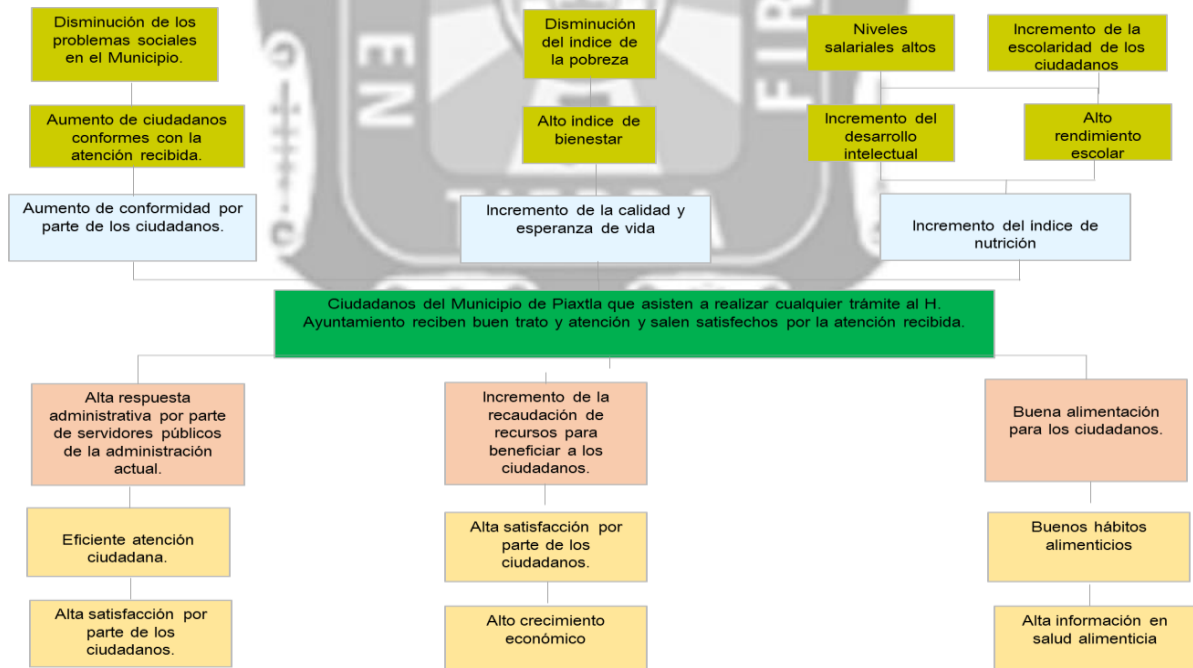 Disminución de los
problemas sociales
en el Municipio.
Disminución
del índice de
la pobreza
Niveles
salariales altos
Incremento de la
escolaridad de los
ciudadanos
Aumento de ciudadanos
conformes con la
atención recibida.
Alto índice de
bienestar
Incremento del
desarrollo
intelectual
Alto
rendimiento
escolar
Aumento de conformidad por
parte de los ciudadanos.
Incremento de la calidad y
esperanza de vida
Incremento del índice de
nutrición
Ciudadanos del Municipio de Piaxtla que asisten a realizar cualquier trámite al H.
Ayuntamiento reciben buen trato y atención y salen satisfechos por la atención recibida.
Alta respuesta
administrativa por parte
de servidores públicos
de la administración
actual.
Incremento de la
recaudación de
recursos para
beneficiar a los
ciudadanos.
Buena alimentación
para los ciudadanos.
Eficiente atención
ciudadana.
Alta satisfacción por
parte de los
ciudadanos.
Buenos hábitos
alimenticios
Alta satisfacción por
parte de los
ciudadanos.
Alto crecimiento
económico
Alta información en
salud alimenticia
EN
FIR